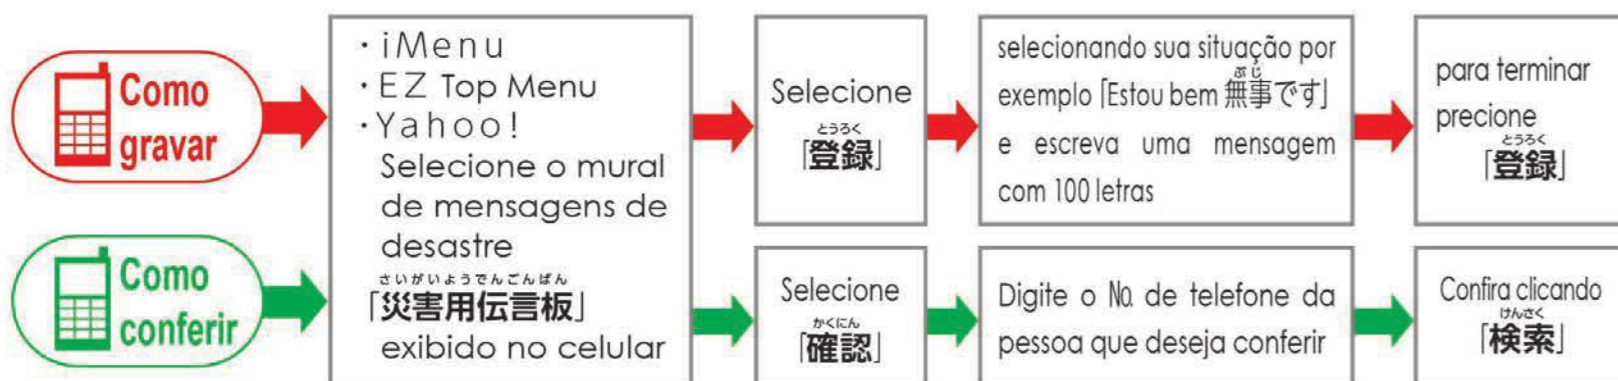 Como
gravar
・iMenu
・EZ Top Menu
・Yahoo!
Selecione o mural
de mensagens de
desastre
さいがいようでんごんばん
「災害用伝言板」
exibido no celular
Selecione
とうろく
「登録」
selecionando sua situação por
ぶじ
exemplo「Estou bem 無事です」
e escreva uma mensagem
com 100 letras
para terminar
precione
とうろく
「登録」
Como
conferir
Selecione
かくにん
「確認」
Digite o № de telefone da
pessoa que deseja conferir
Confira clicando
けんさく
「検索」